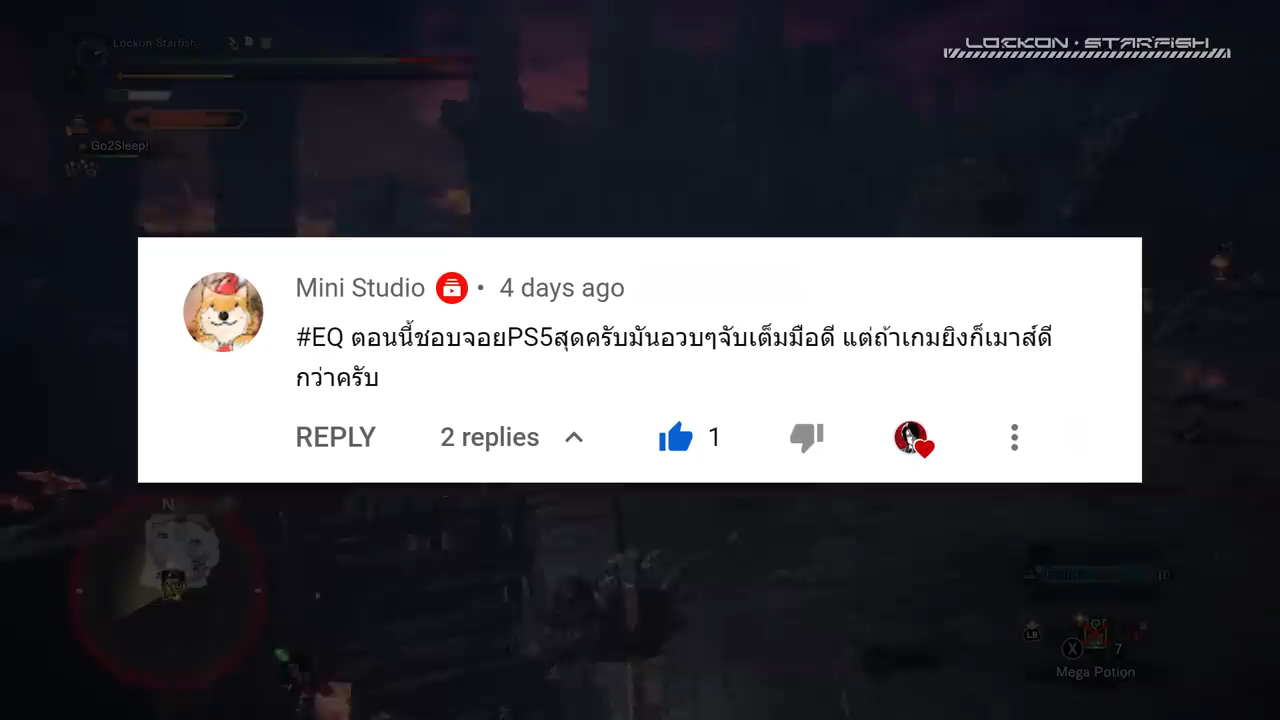 Lockon Starfish
LOCKON · STARFISH
Go2Sleep!
Mini Studio • 4 days ago
#EQ ตอนนี้ชอบจอยPS5สุดครับมันอวบๆจับเต็มมือดี แต่ถ้าเกมยิงก็เมาส์ดี
กว่าครับ
REPLY 2 replies 1
N
LB
X 7
Mega Potion